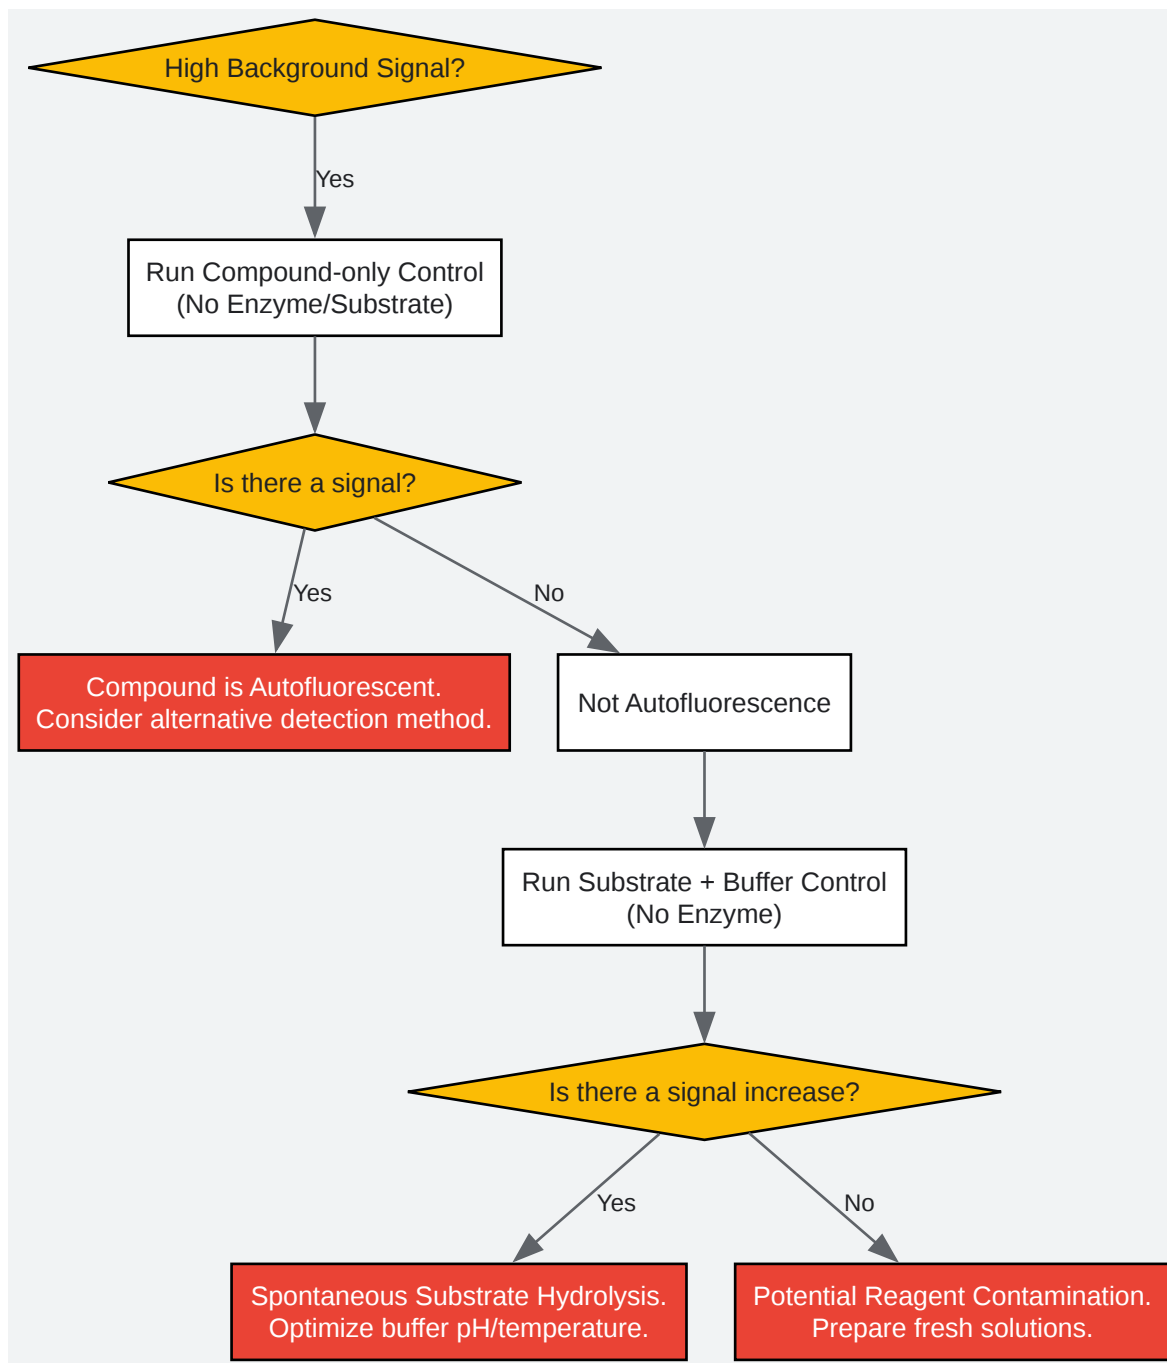 High Background Signal?
Yes
Run Compound-only Control
(No Enzyme/Substrate)
Is there a signal?
Yes
No
Compound is Autofluorescent.
Consider alternative detection method.
Not Autofluorescence
Run Substrate + Buffer Control
(No Enzyme)
Is there a signal increase?
Yes
No
Spontaneous Substrate Hydrolysis.
Optimize buffer pH/temperature.
Potential Reagent Contamination.
Prepare fresh solutions.